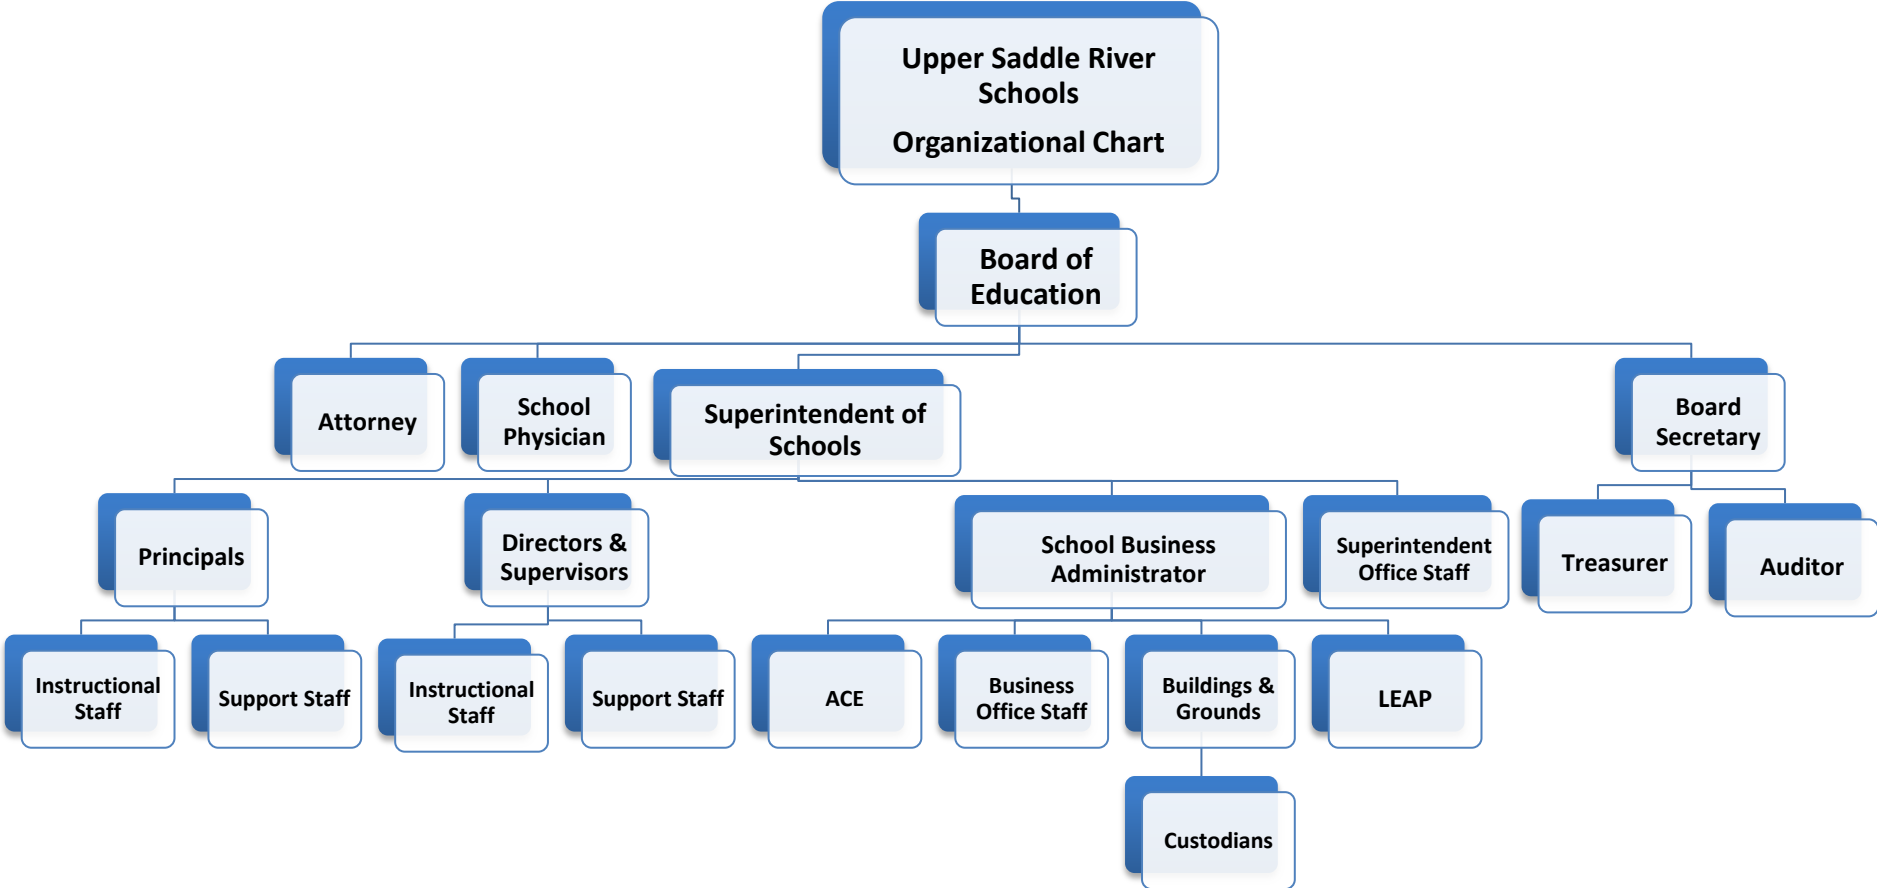 Upper Saddle River
Schools
Organizational Chart
Board of
Education
Attorney
School
Physician
Superintendent of
Schools
Board
Secretary
Principals
Directors &
Supervisors
School Business
Administrator
Superintendent
Office Staff
Treasurer
Auditor
Instructional
Staff
Support Staff
Instructional
Staff
Support Staff
ACE
Business
Office Staff
Buildings &
Grounds
LEAP
Custodians